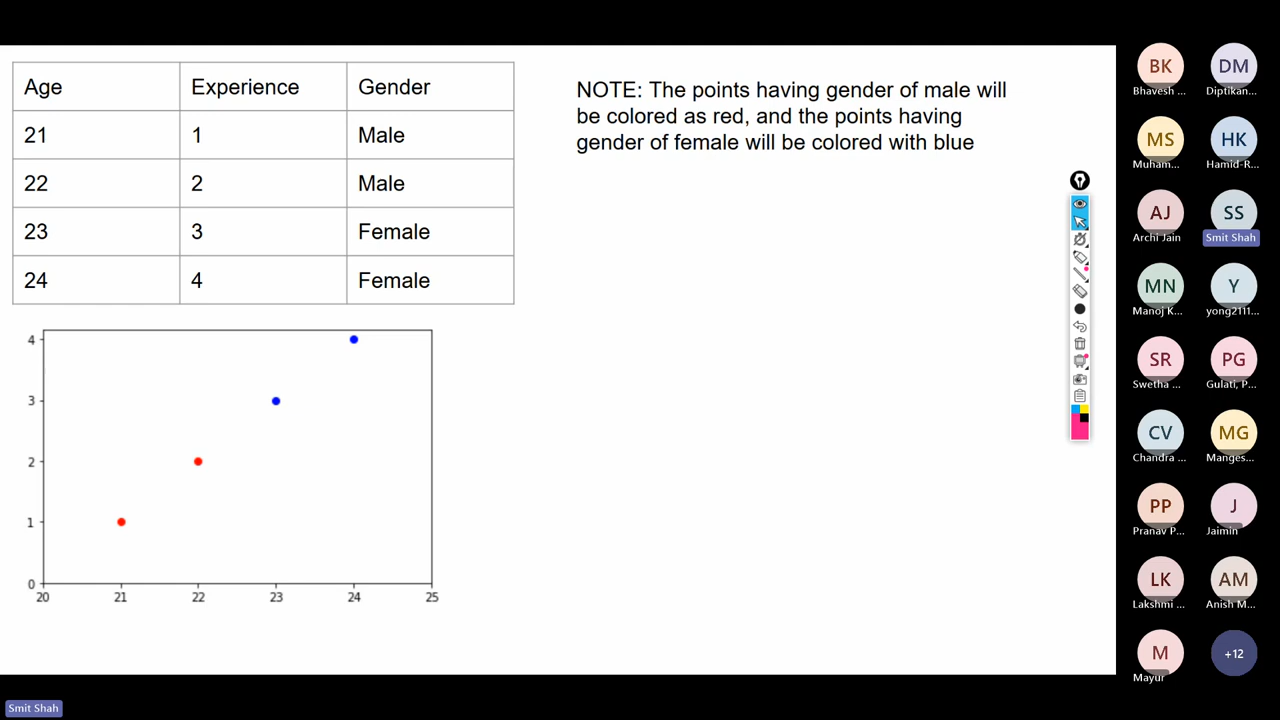 Age Experience Gender
21 1 Male
22 2 Male
23 3 Female
24 4 Female
NOTE: The points having gender of male will
be colored as red, and the points having
gender of female will be colored with blue
4
3
2
1
0
20 21 22 23 24 25
BK DM
Bhavesh ... Diptikan...
MS HK
Muham... Hamid-R...
AJ SS
Archi Jain Smit Shah
MN Y
Manoj K... yong2111...
SR PG
Swetha ... Gulati, P...
CV MG
Chandra ... Manges...
PP J
Pranav P... Jaimin
LK AM
Lakshmi ... Anish M...
M +12
Mayur
Smit Shah